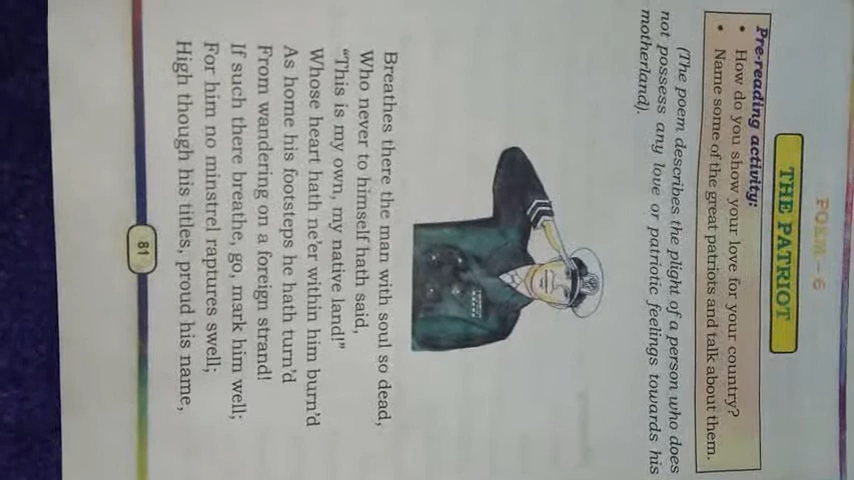 POEM – 6
THE PATRIOT
Pre-reading activity:
• How do you show your love for your country?
• Name some of the great patriots and talk about them.
(The poem describes the plight of a person who does
not possess any love or patriotic feelings towards his
motherland).
Breathes there the man with soul so dead,
Who never to himself hath said,
"This is my own, my native land!"
Whose heart hath ne'er within him burn'd
As home his footsteps he hath turn'd
From wandering on a foreign strand!
If such there breathe, go, mark him well;
For him no minstrel raptures swell;
High though his titles, proud his name,
81